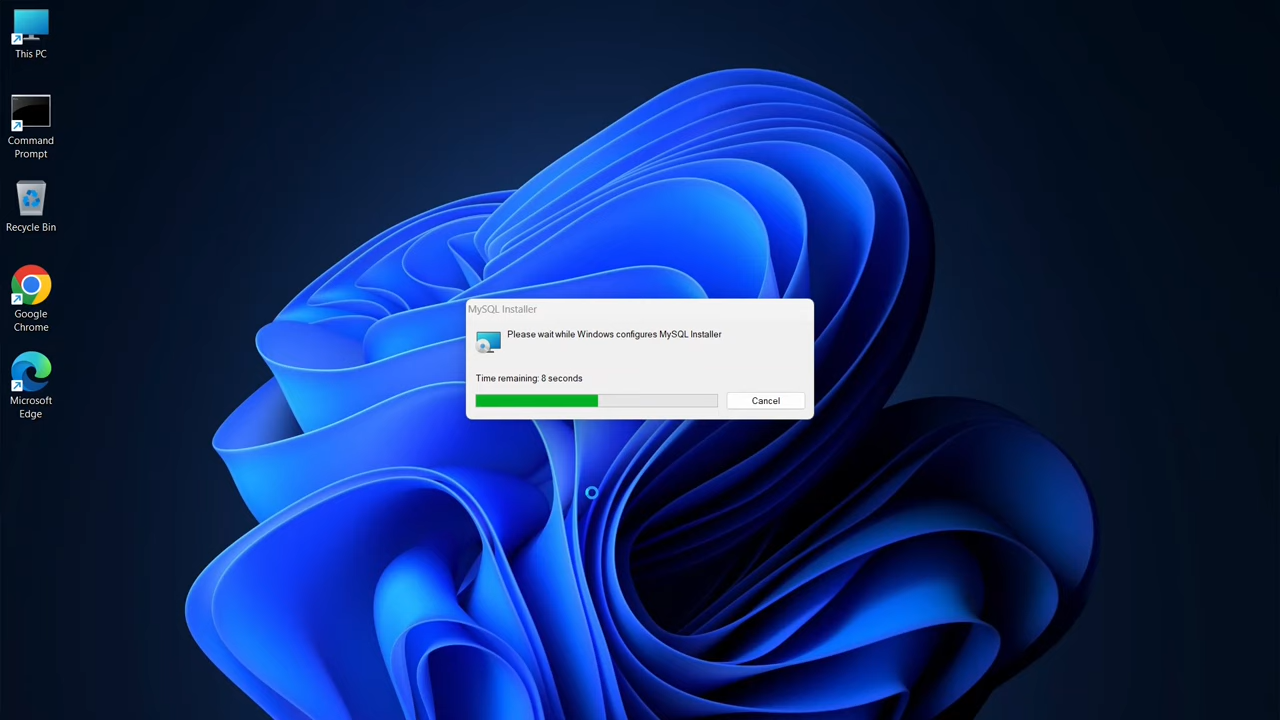 This PC
Command
Prompt
Recycle Bin
Google
Chrome
Microsoft
Edge
MySQL Installer
Please wait while Windows configures MySQL Installer
Time remaining: 8 seconds
Cancel